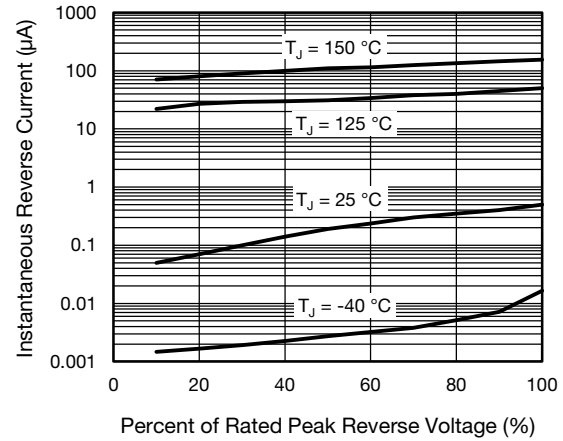 Instantaneous Reverse Current (μA)
1000
100
10
1
0.1
0.01
0.001
T_J = 150 °C
T_J = 125 °C
T_J = 25 °C
T_J = -40 °C
0 20 40 60 80 100
Percent of Rated Peak Reverse Voltage (%)